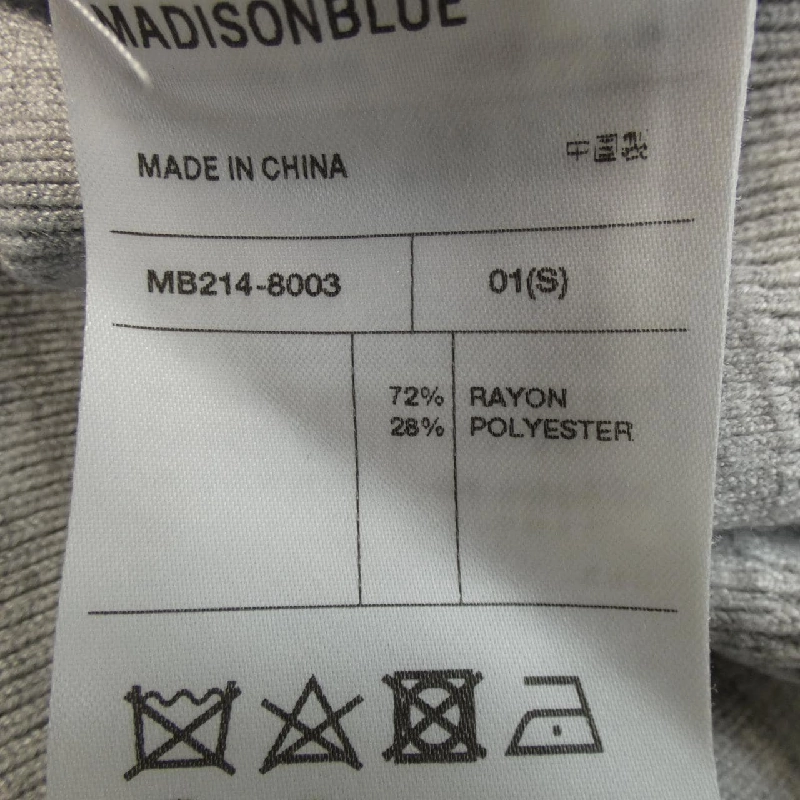 MADISONBLUE
MADE IN CHINA 中国製
MB214-8003 01(S)
72% RAYON
28% POLYESTER